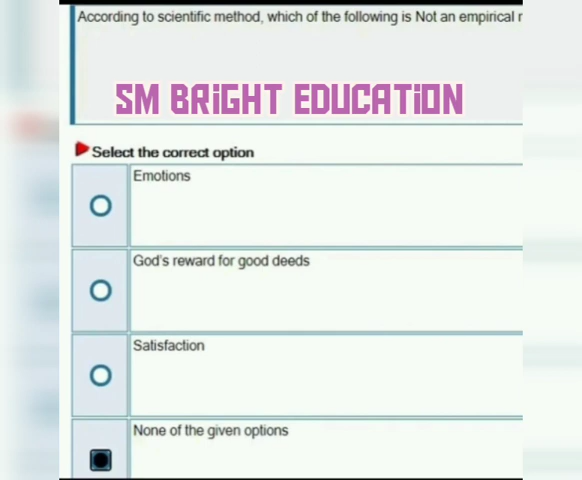 According to scientific method, which of the following is Not an empirical
SM BRIGHT EDUCATION
Select the correct option
Emotions
God's reward for good deeds
Satisfaction
None of the given options